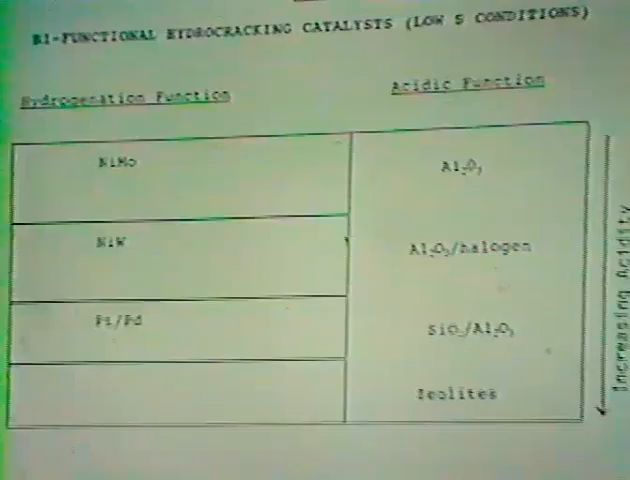 BI-FUNCTIONAL HYDROCRACKING CATALYSTS (LOW S CONDITIONS)
Hydrogenation Function
Acidic Function
NiMo
Al₂O₃
NiW
Al₂O₃/halogen
Pt/Pd
SiO₂/Al₂O₃
Zeolites
Increasing Acidity